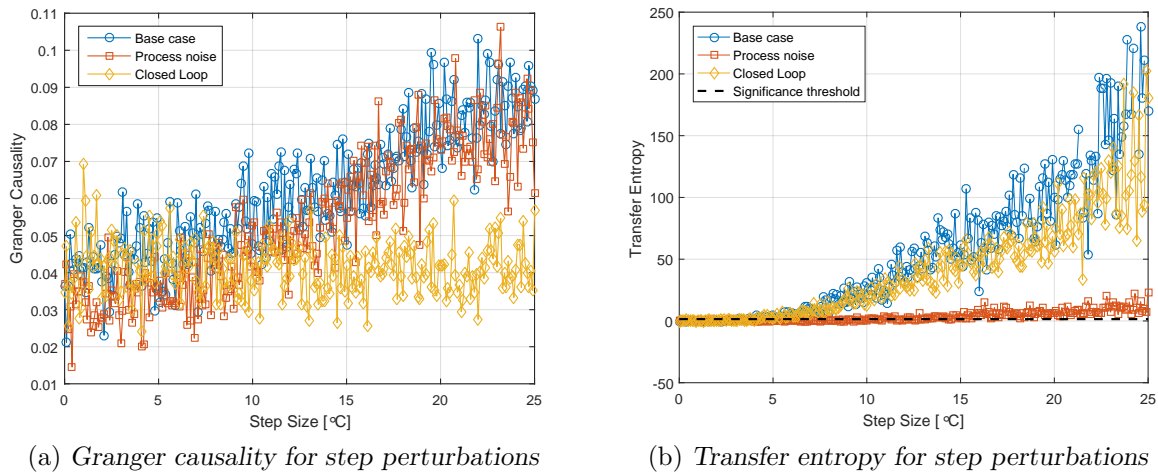 (a)
0.11
0.1
0.09
0.08
0.07
0.06
0.05
0.04
0.03
0.02
0.01
Granger Causality
Base case
Process noise
Closed Loop
0 5 10 15 20 25
Step Size [ ºC]
(a) Granger causality for step perturbations
(b)
250
200
150
100
50
0
-50
Transfer Entropy
Base case
Process noise
Closed Loop
Significance threshold
0 5 10 15 20 25
Step Size [ ºC]
(b) Transfer entropy for step perturbations